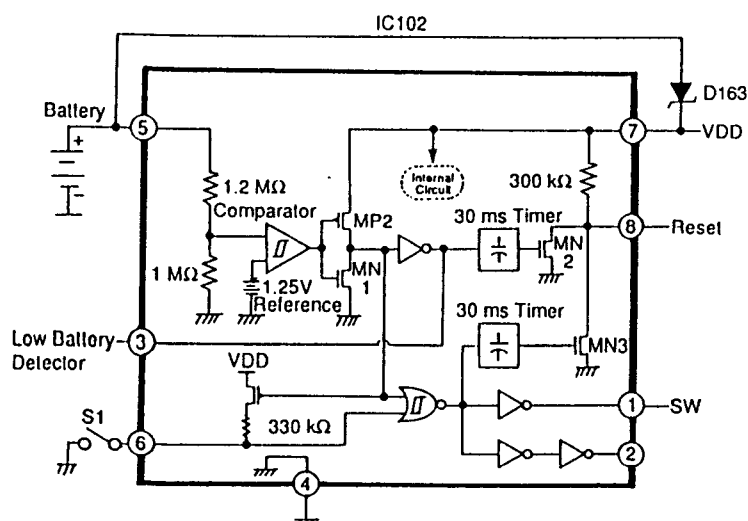 IC102
Battery
+
-
5
7
D163
VDD
1.2 MΩ
Comparator
MP2
Internal
Circuit
300 kΩ
30 ms Timer
8
Reset
MN
2
1 MΩ
MN
1
1.25V
Reference
30 ms Timer
MN3
Low Battery
Detector
3
VDD
330 kΩ
S1
6
4
1
SW
2